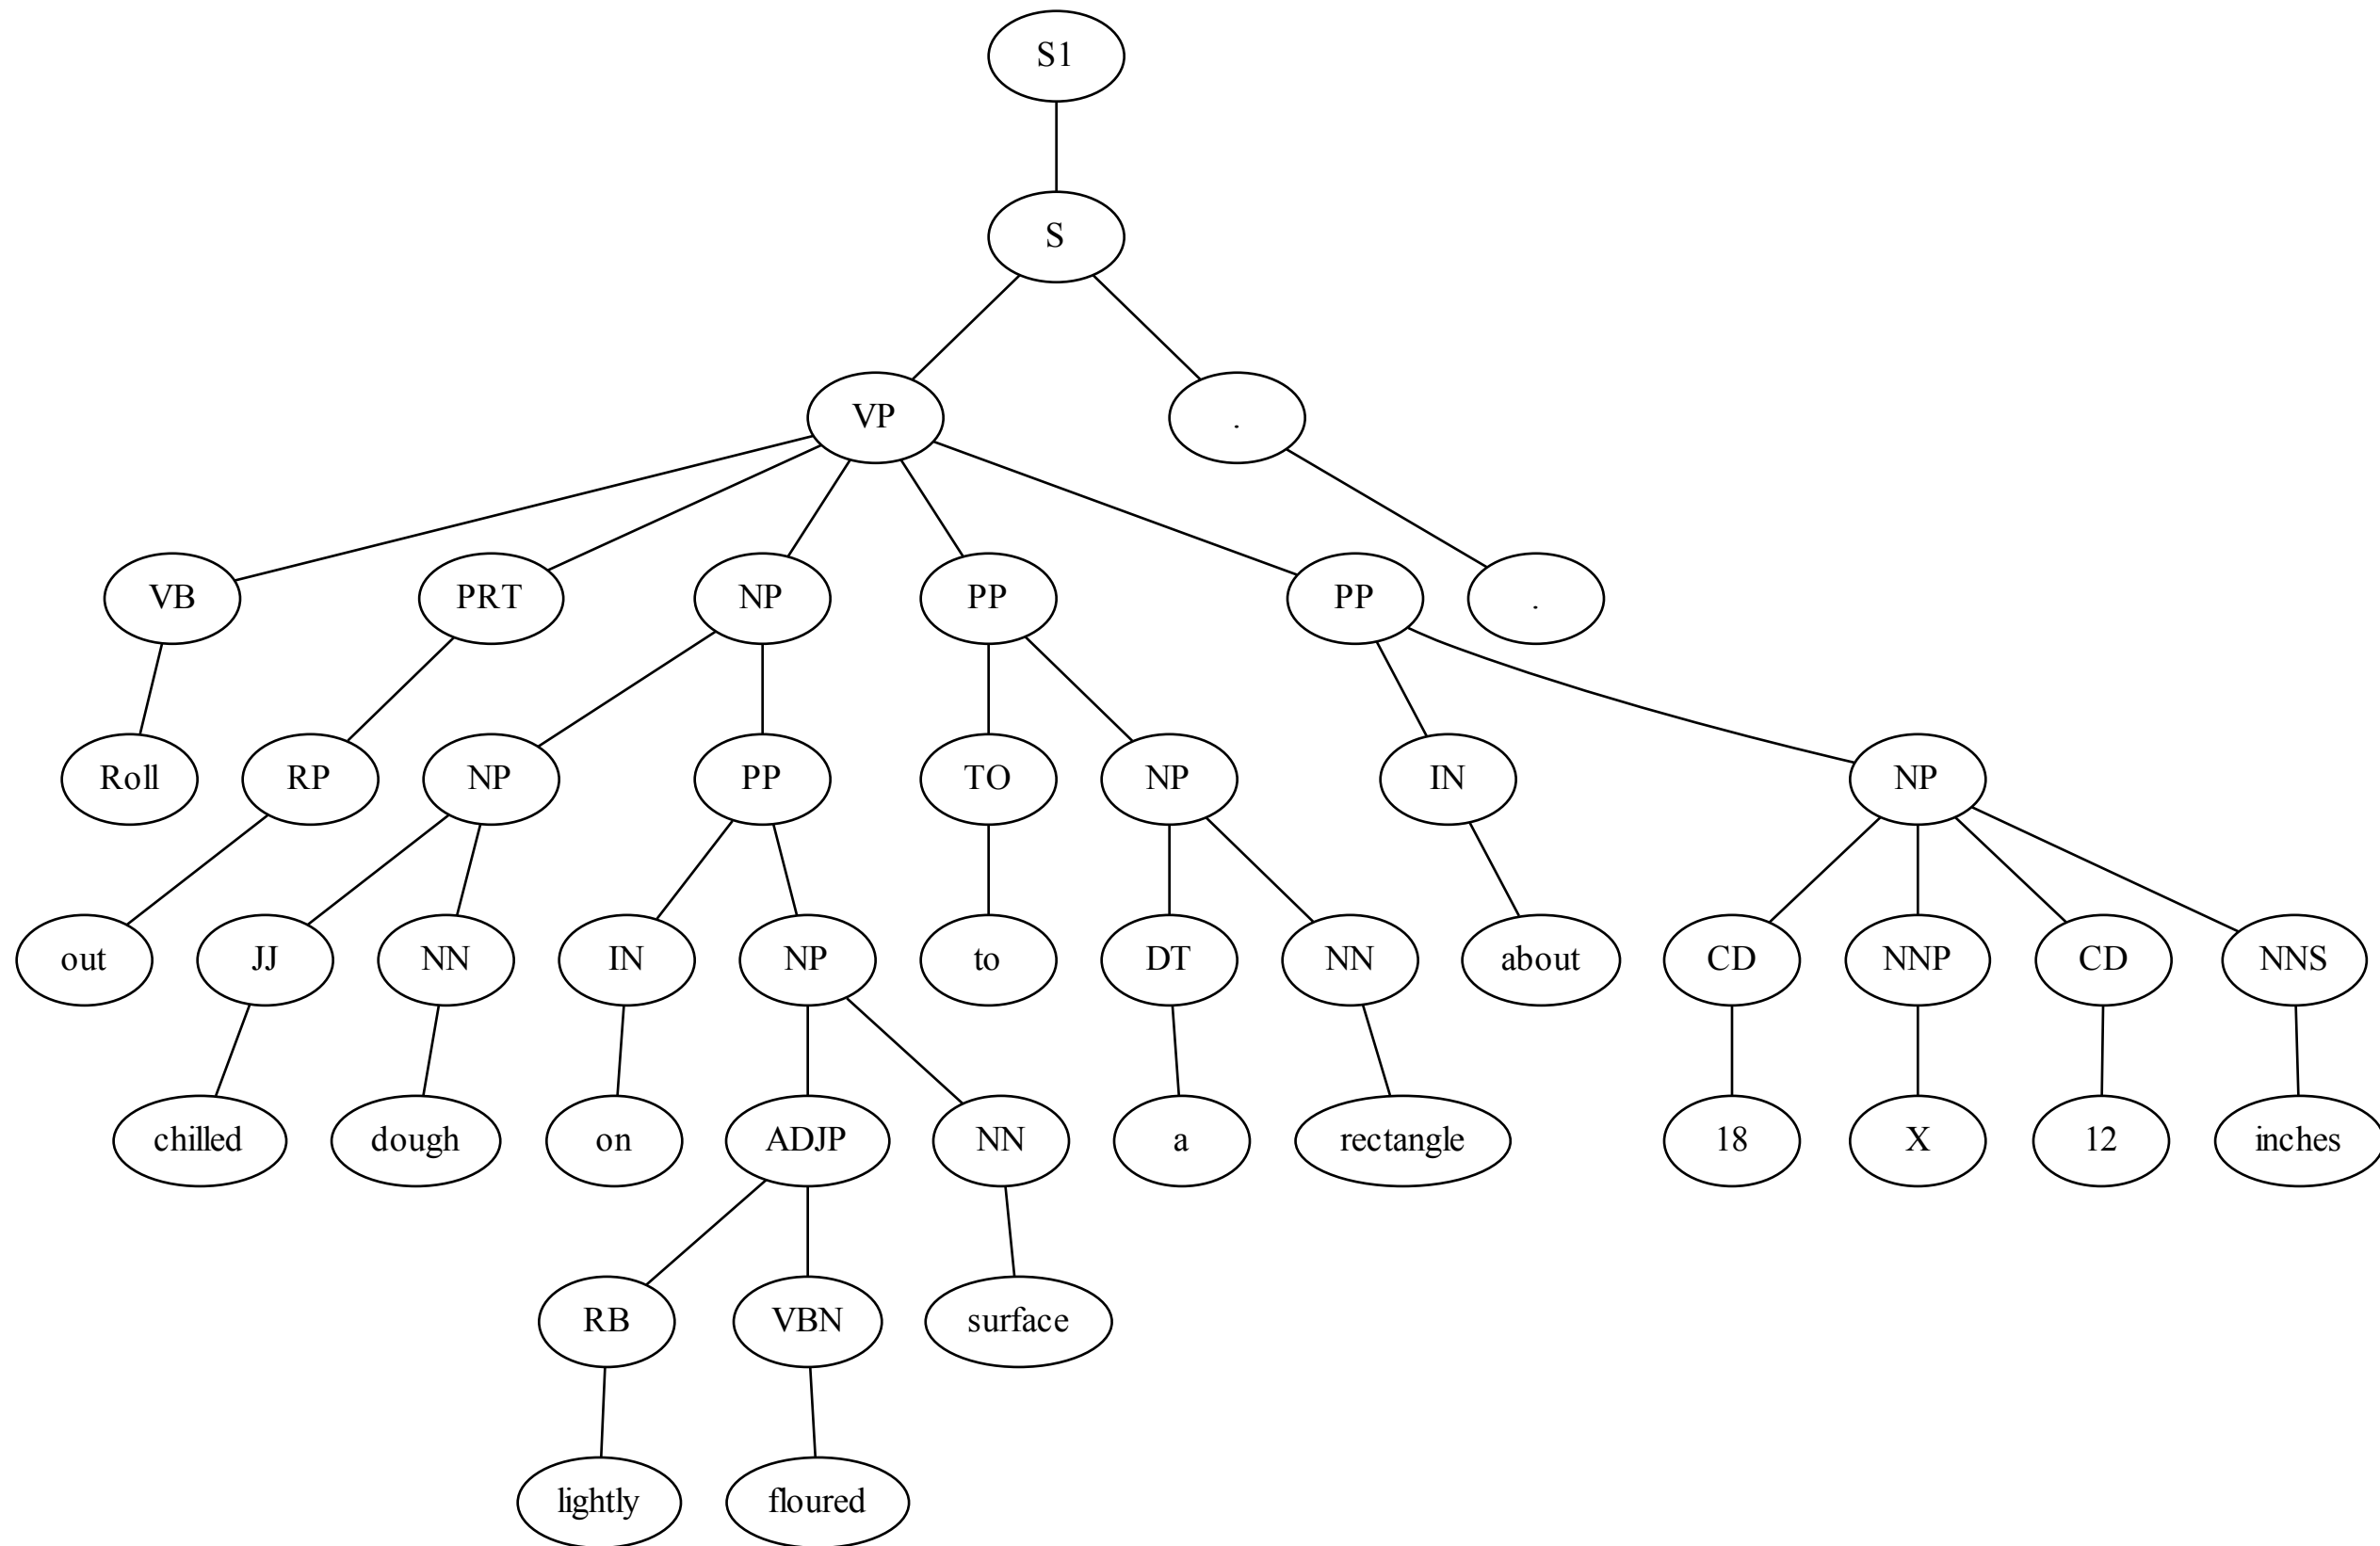 S1
S
VP .
VB PRT NP PP PP .
Roll RP NP PP TO NP IN NP
out JJ NN IN NP to DT NN about CD NNP CD NNS
chilled dough on ADJP NN a rectangle 18 X 12 inches
RB VBN surface
lightly floured